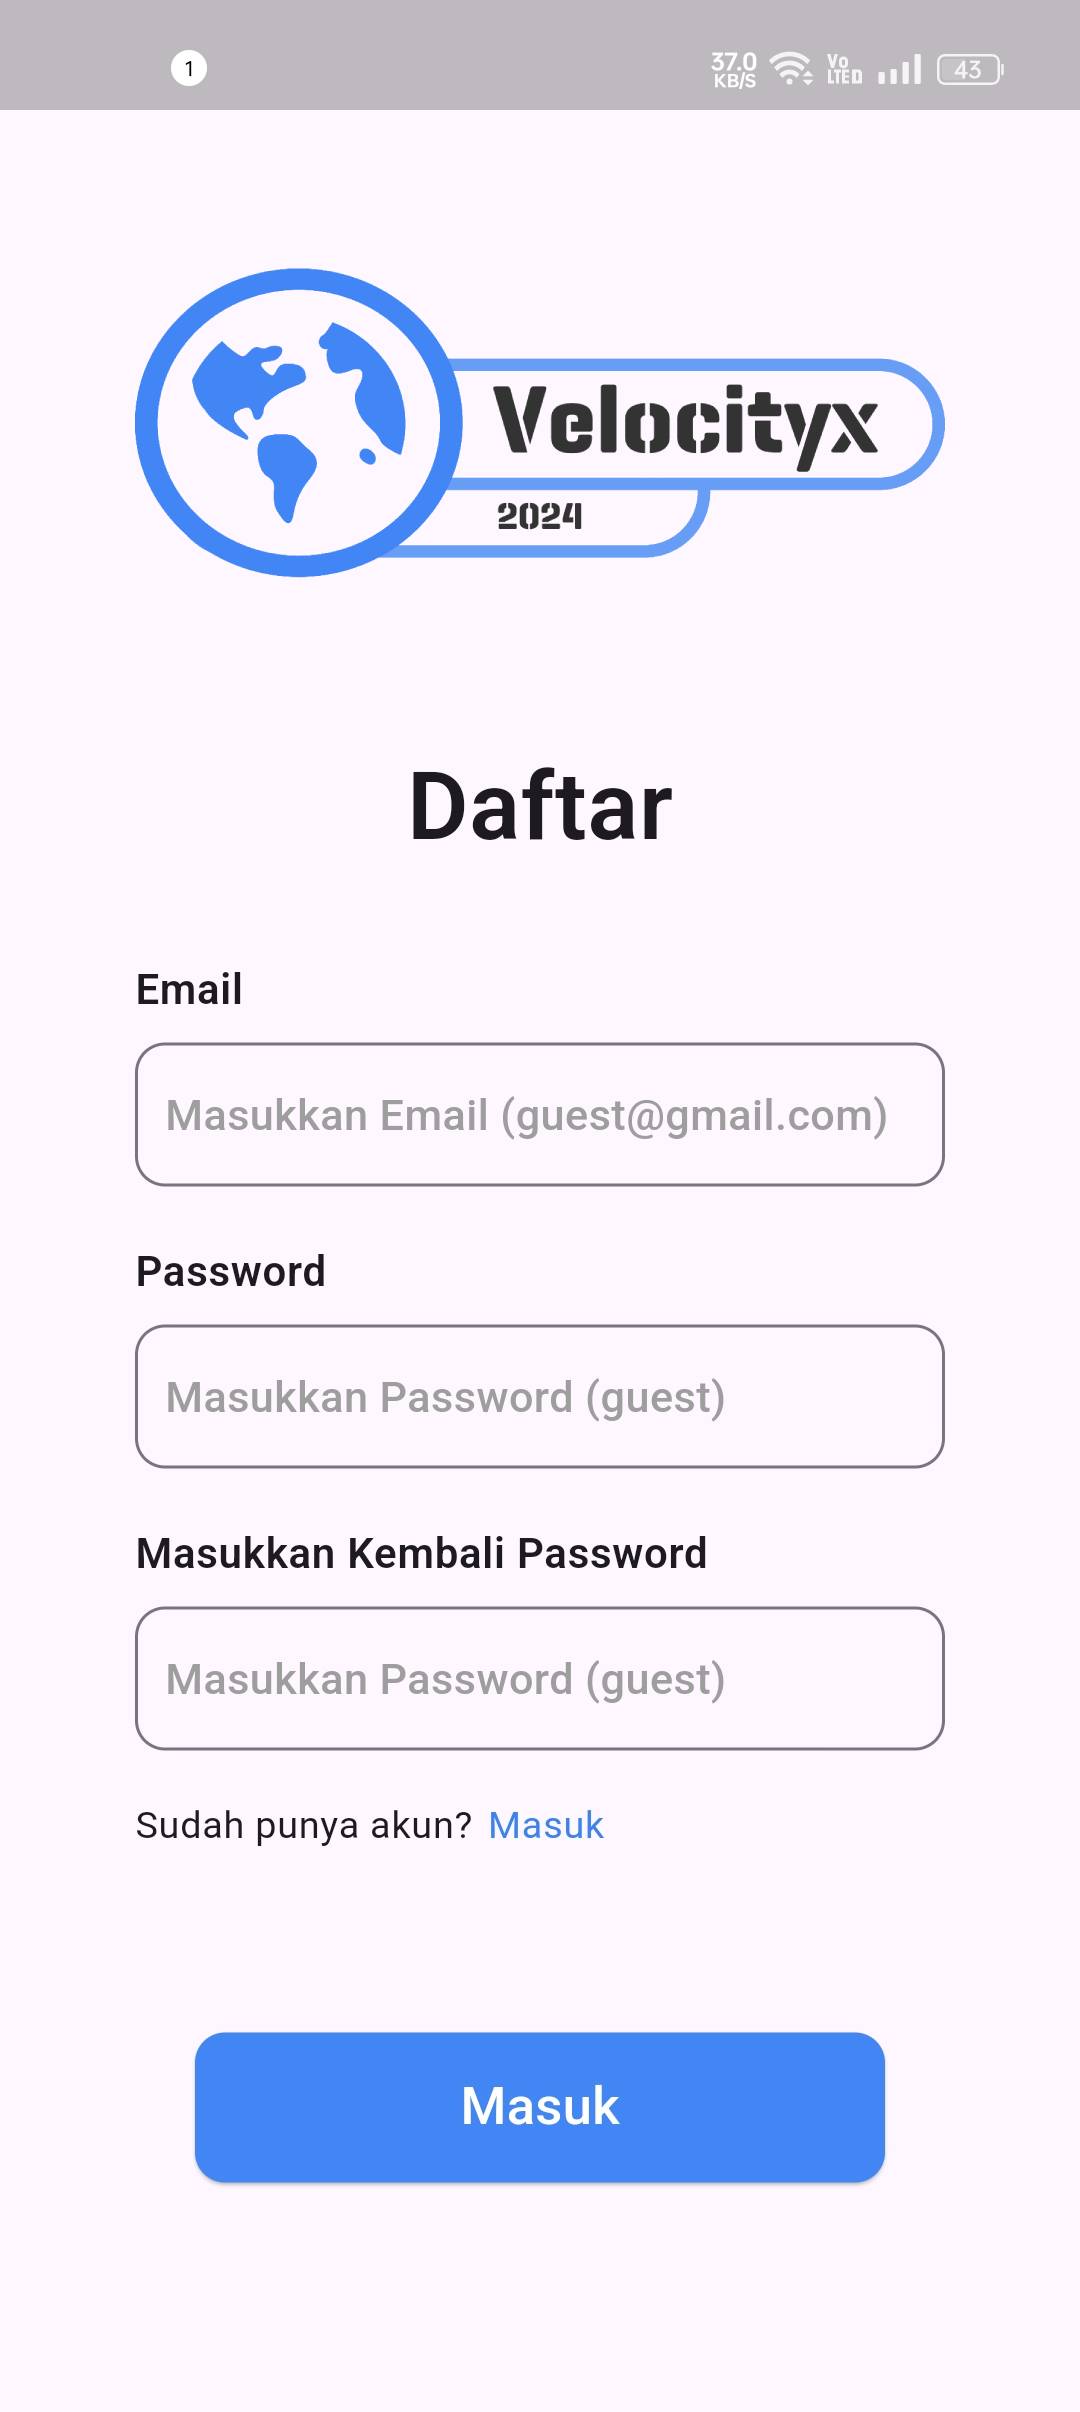 1
37.0
KB/S
Vo
LTED
43
Velocityx
2024
Daftar
Email
Masukkan Email (guest@gmail.com)
Password
Masukkan Password (guest)
Masukkan Kembali Password
Masukkan Password (guest)
Sudah punya akun? Masuk
Masuk